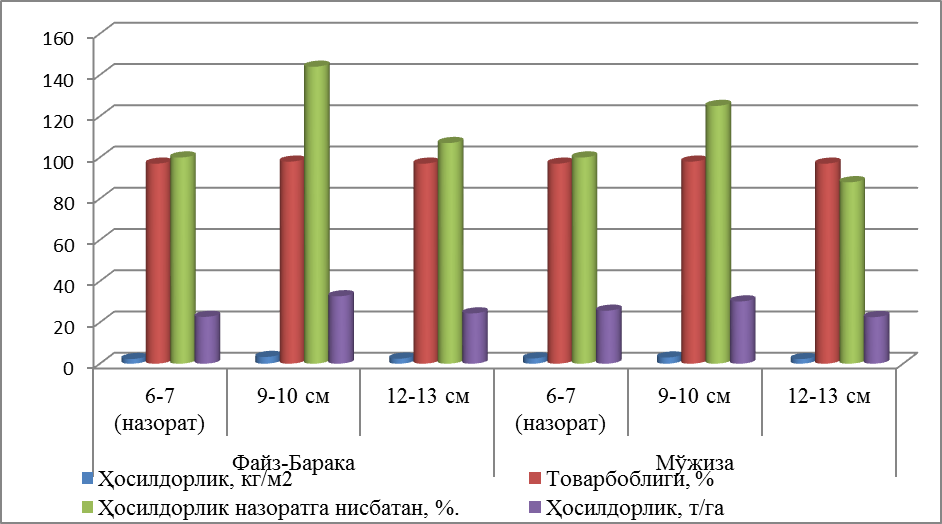 160
140
120
100
80
60
40
20
0
6-7 9-10 см 12-13 см 6-7 9-10 см 12-13 см
(назорат) (назорат)
Файз-Барака Мўжиза
Ҳосилдорлик, кг/м2 Товарбоблиги, %
Ҳосилдорлик назоратга нисбатан, %. Ҳосилдорлик, т/га